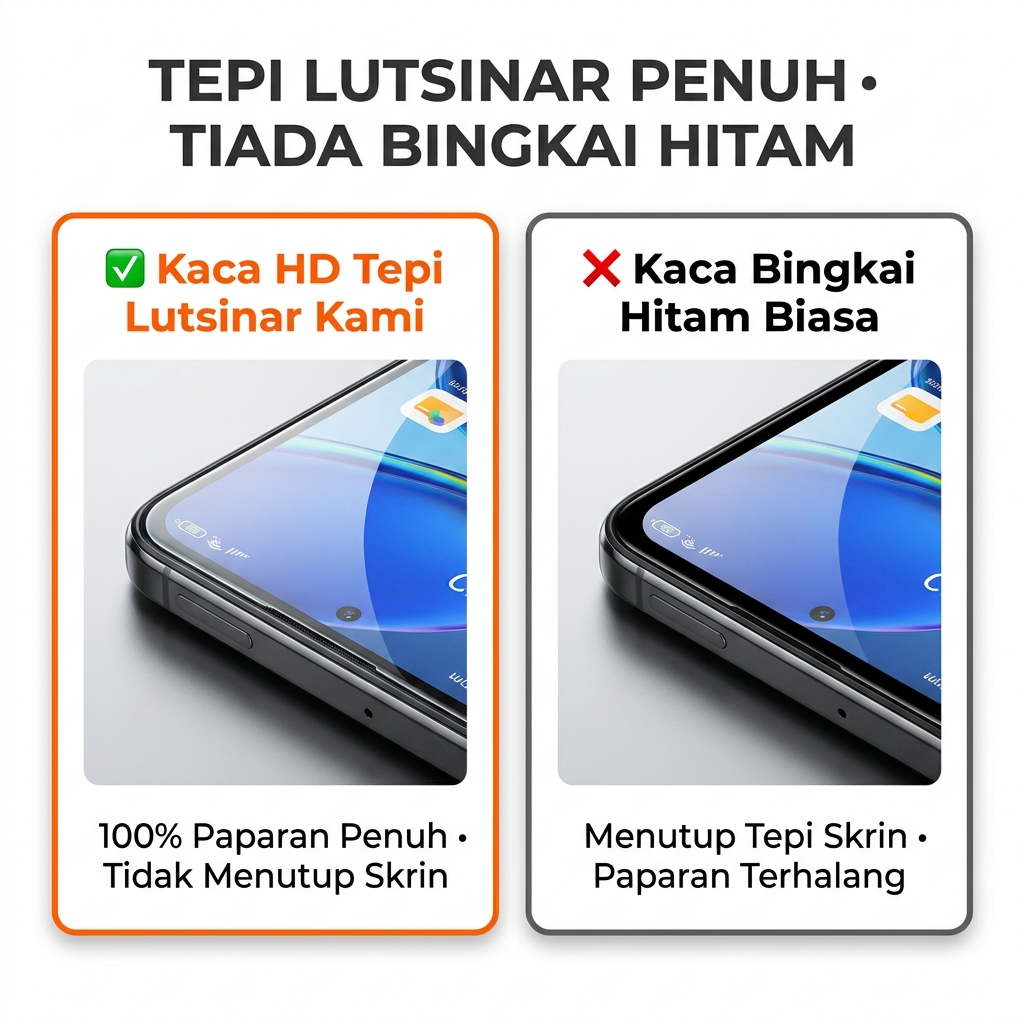 TEPI LUTSINAR PENUH •
TIADA BINGKAI HITAM
✅ Kaca HD Tepi
Lutsinar Kami
100% Paparan Penuh •
Tidak Menutup Skrin
❌ Kaca Bingkai
Hitam Biasa
Menutup Tepi Skrin •
Paparan Terhalang